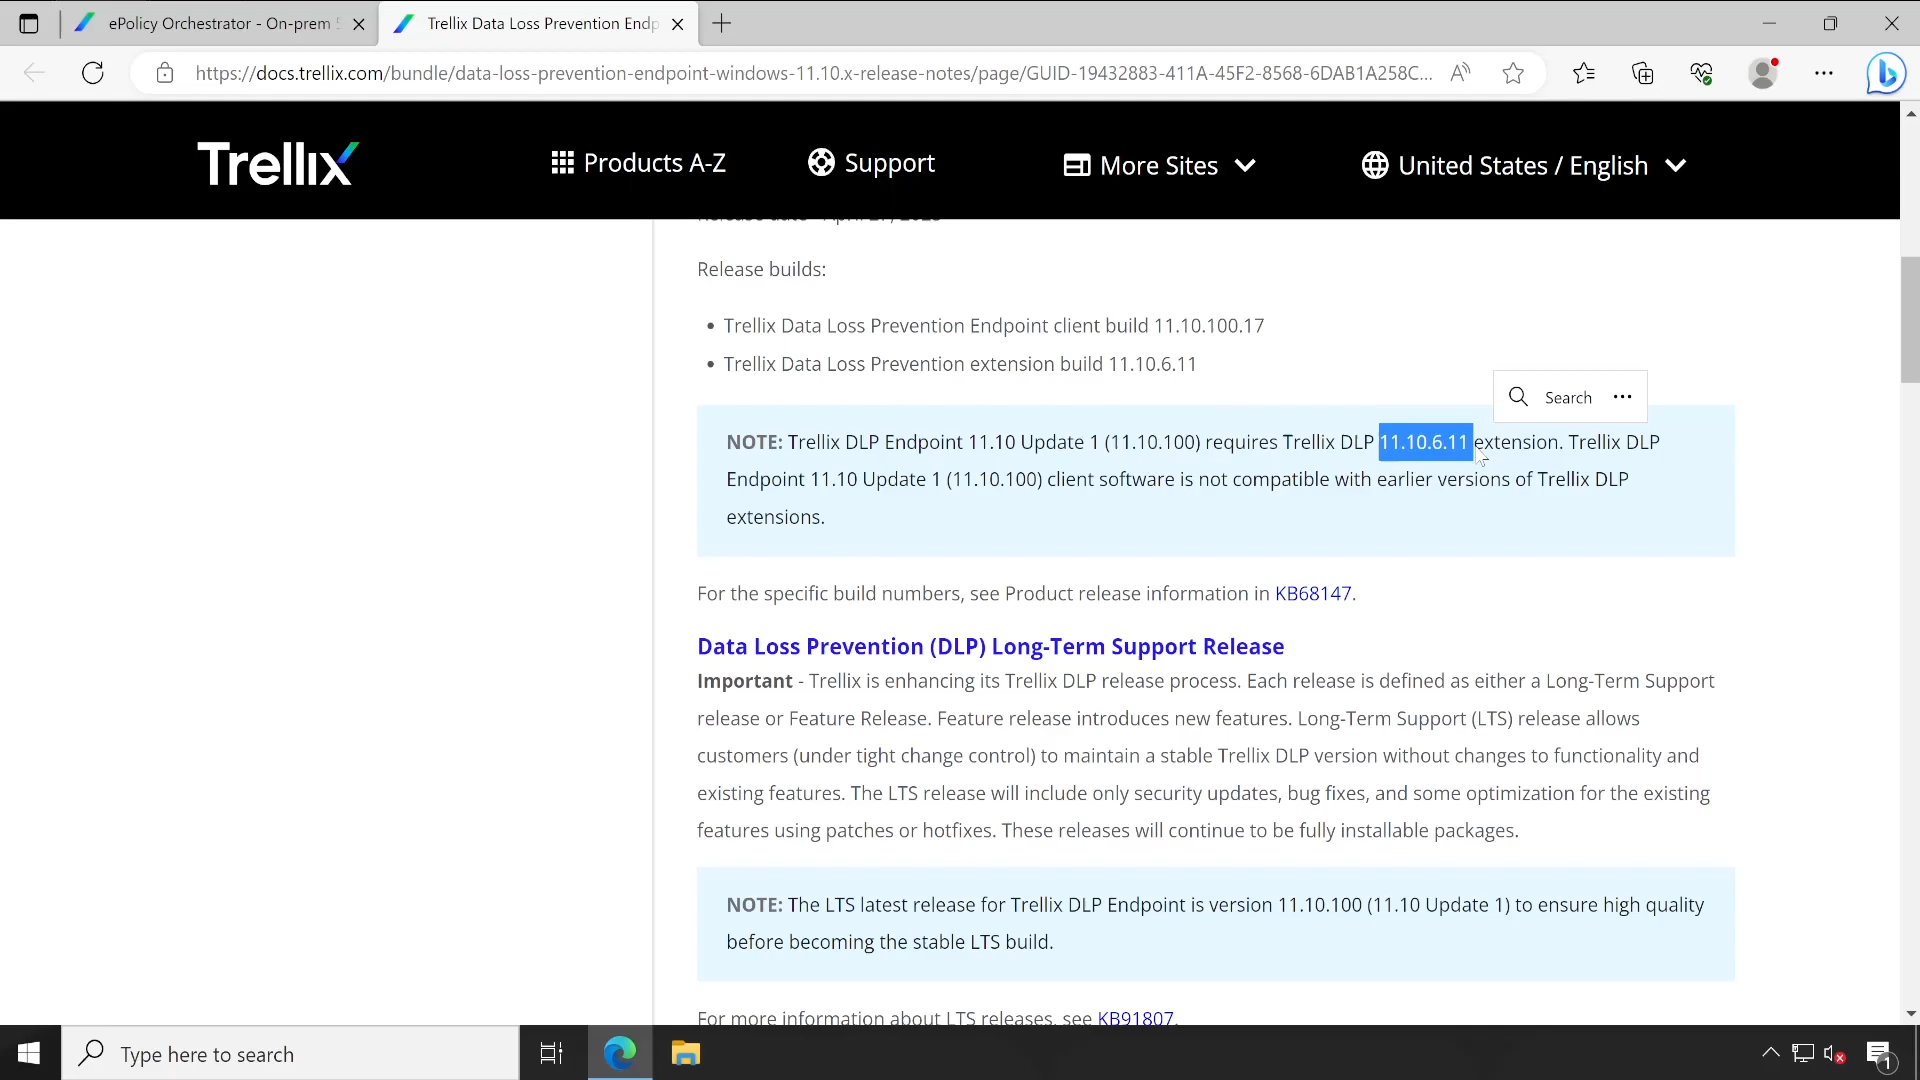 ePolicy Orchestrator - On-prem 5
Trellix Data Loss Prevention Endp
https://docs.trellix.com/bundle/data-loss-prevention-endpoint-windows-11.10.x-release-notes/page/GUID-19432883-411A-45F2-8568-6DAB1A258C...
Trellix
Products A-Z
Support
More Sites
United States / English
Release date - April 27, 2023
Release builds:
• Trellix Data Loss Prevention Endpoint client build 11.10.100.17
• Trellix Data Loss Prevention extension build 11.10.6.11
Search
NOTE: Trellix DLP Endpoint 11.10 Update 1 (11.10.100) requires Trellix DLP 11.10.6.11 extension. Trellix DLP
Endpoint 11.10 Update 1 (11.10.100) client software is not compatible with earlier versions of Trellix DLP
extensions.
For the specific build numbers, see Product release information in KB68147.
Data Loss Prevention (DLP) Long-Term Support Release
Important - Trellix is enhancing its Trellix DLP release process. Each release is defined as either a Long-Term Support
release or Feature Release. Feature release introduces new features. Long-Term Support (LTS) release allows
customers (under tight change control) to maintain a stable Trellix DLP version without changes to functionality and
existing features. The LTS release will include only security updates, bug fixes, and some optimization for the existing
features using patches or hotfixes. These releases will continue to be fully installable packages.
NOTE: The LTS latest release for Trellix DLP Endpoint is version 11.10.100 (11.10 Update 1) to ensure high quality
before becoming the stable LTS build.
For more information about LTS releases, see KB91807.
Type here to search
1